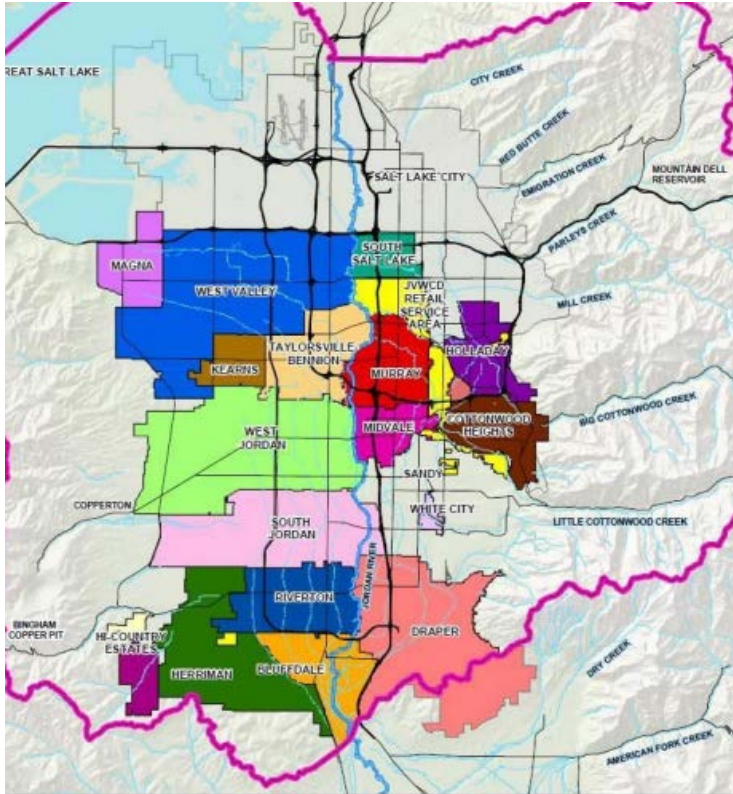 REAT SALT LAKE
CITY CREEK
RED BUTTE CREEK
EMIGRATION CREEK
MOUNTAIN DELL
RESERVOIR
SALT LAKE CITY
PARLEYS CREEK
SOUTH
SALT LAKE
MAGNA
WEST VALLEY
JVWCD
RETAIL
SERVICE
AREA
MILL CREEK
TAYLORSVILLE-
BENNION
HOLLADAY
KEARNS
MURRAY
BIG COTTONWOOD CREEK
COTTONWOOD
HEIGHTS
MIDVALE
WEST
JORDAN
SANDY
COPPERTON
WHITE CITY
LITTLE COTTONWOOD CREEK
SOUTH
JORDAN
JORDAN RIVER
RIVERTON
BINGHAM
COPPER PIT
HI-COUNTRY
ESTATES
DRAPER
DRY CREEK
HERRIMAN
BLUFFDALE
AMERICAN FORK CREEK